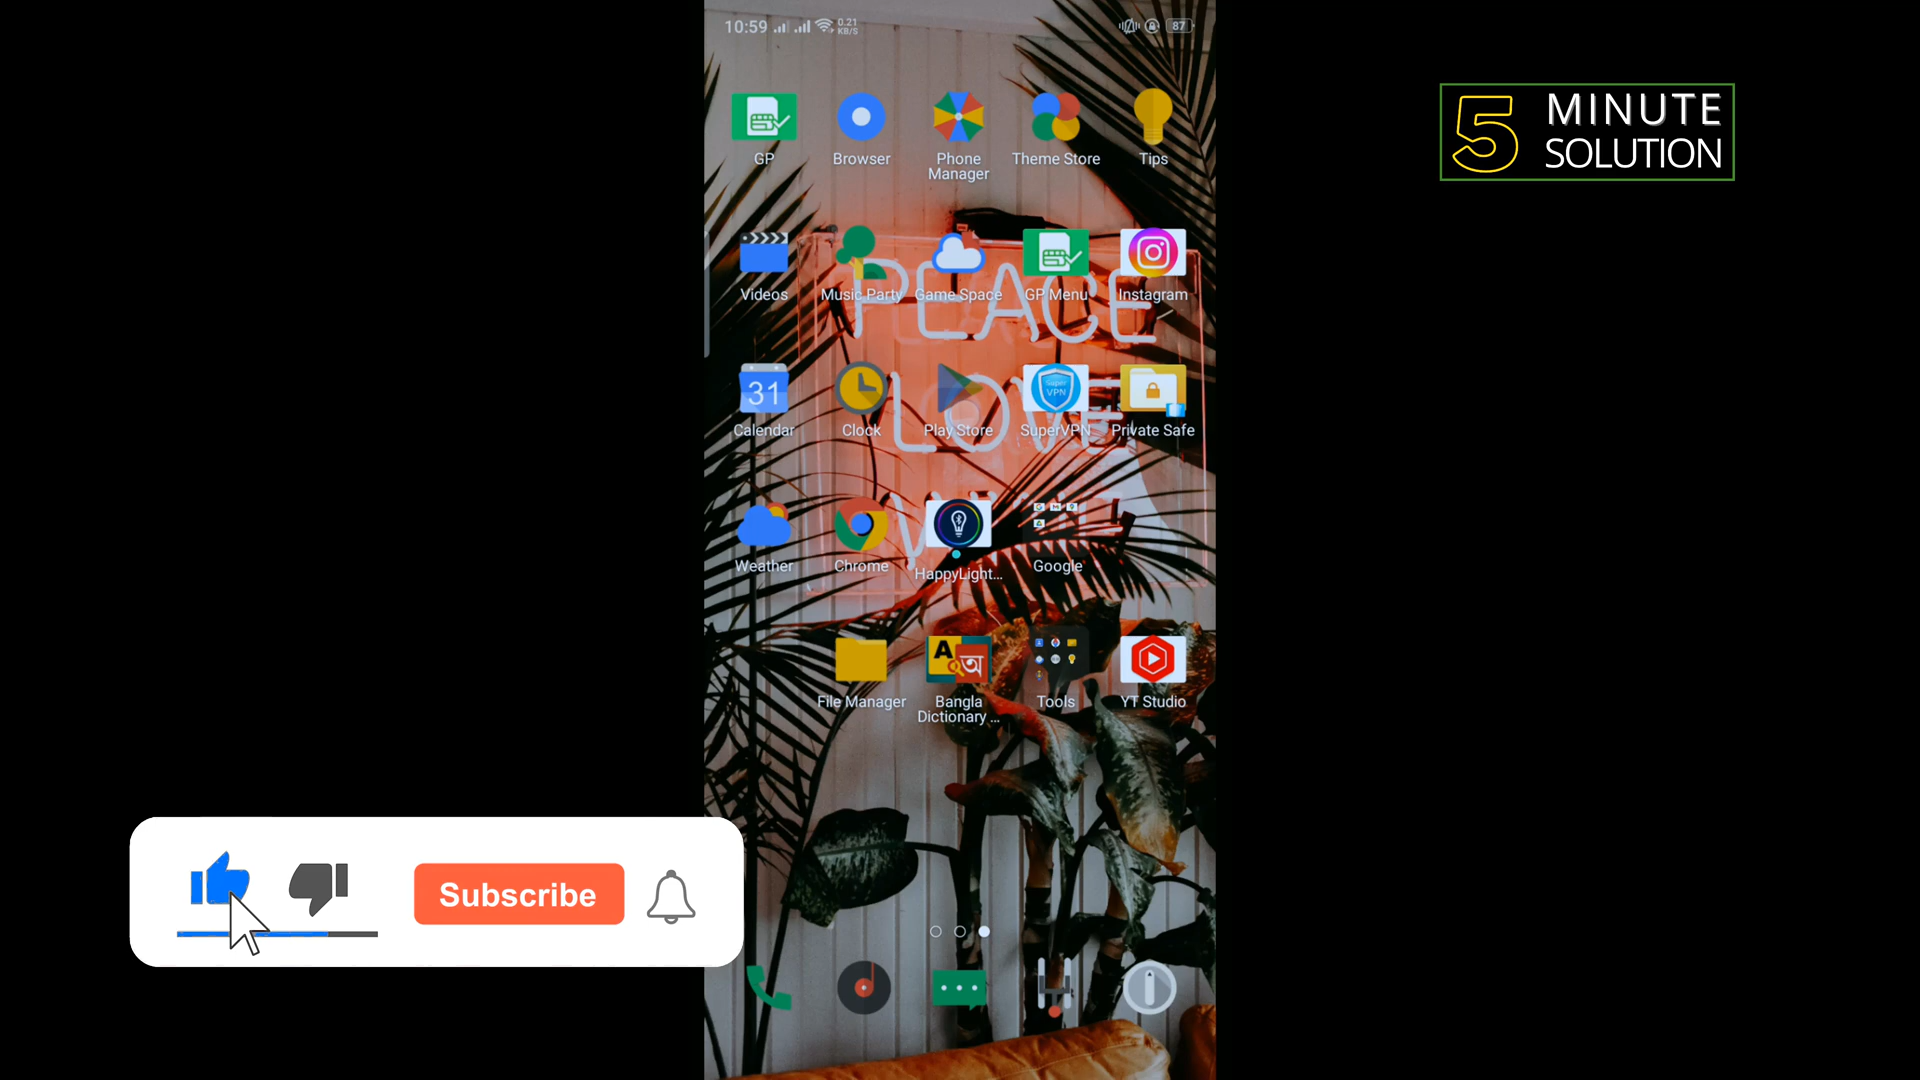 10:59 0.21 KB/S 87
5 MINUTE
SOLUTION
GP Browser Phone Manager Theme Store Tips
Videos Music Party Game Space GP Menu Instagram
PEACE
31
Super VPN
Calendar Clock Play Store SuperVPN Private Safe
LOVE
Weather Chrome HappyLight... Google
A অ
File Manager Bangla Dictionary ... Tools YT Studio
Subscribe